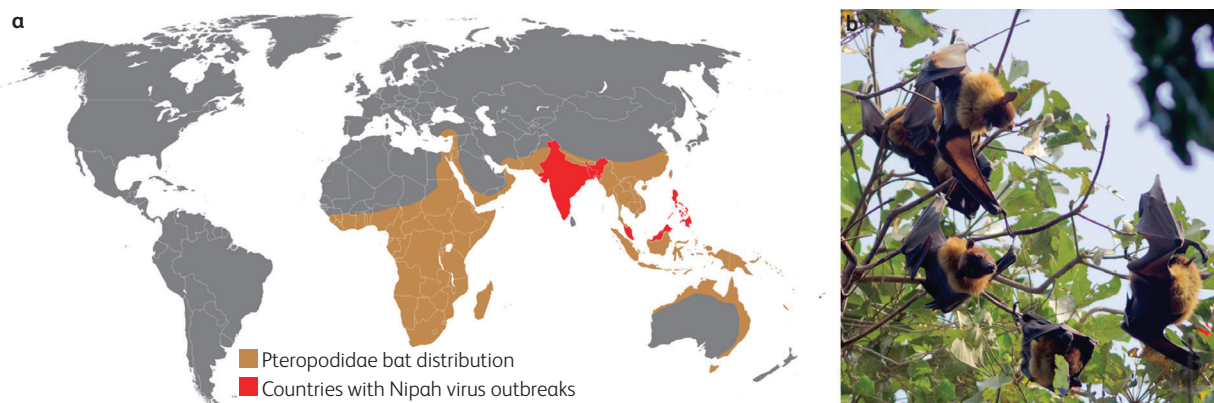 a
b
Pteropodidae bat distribution
Countries with Nipah virus outbreaks